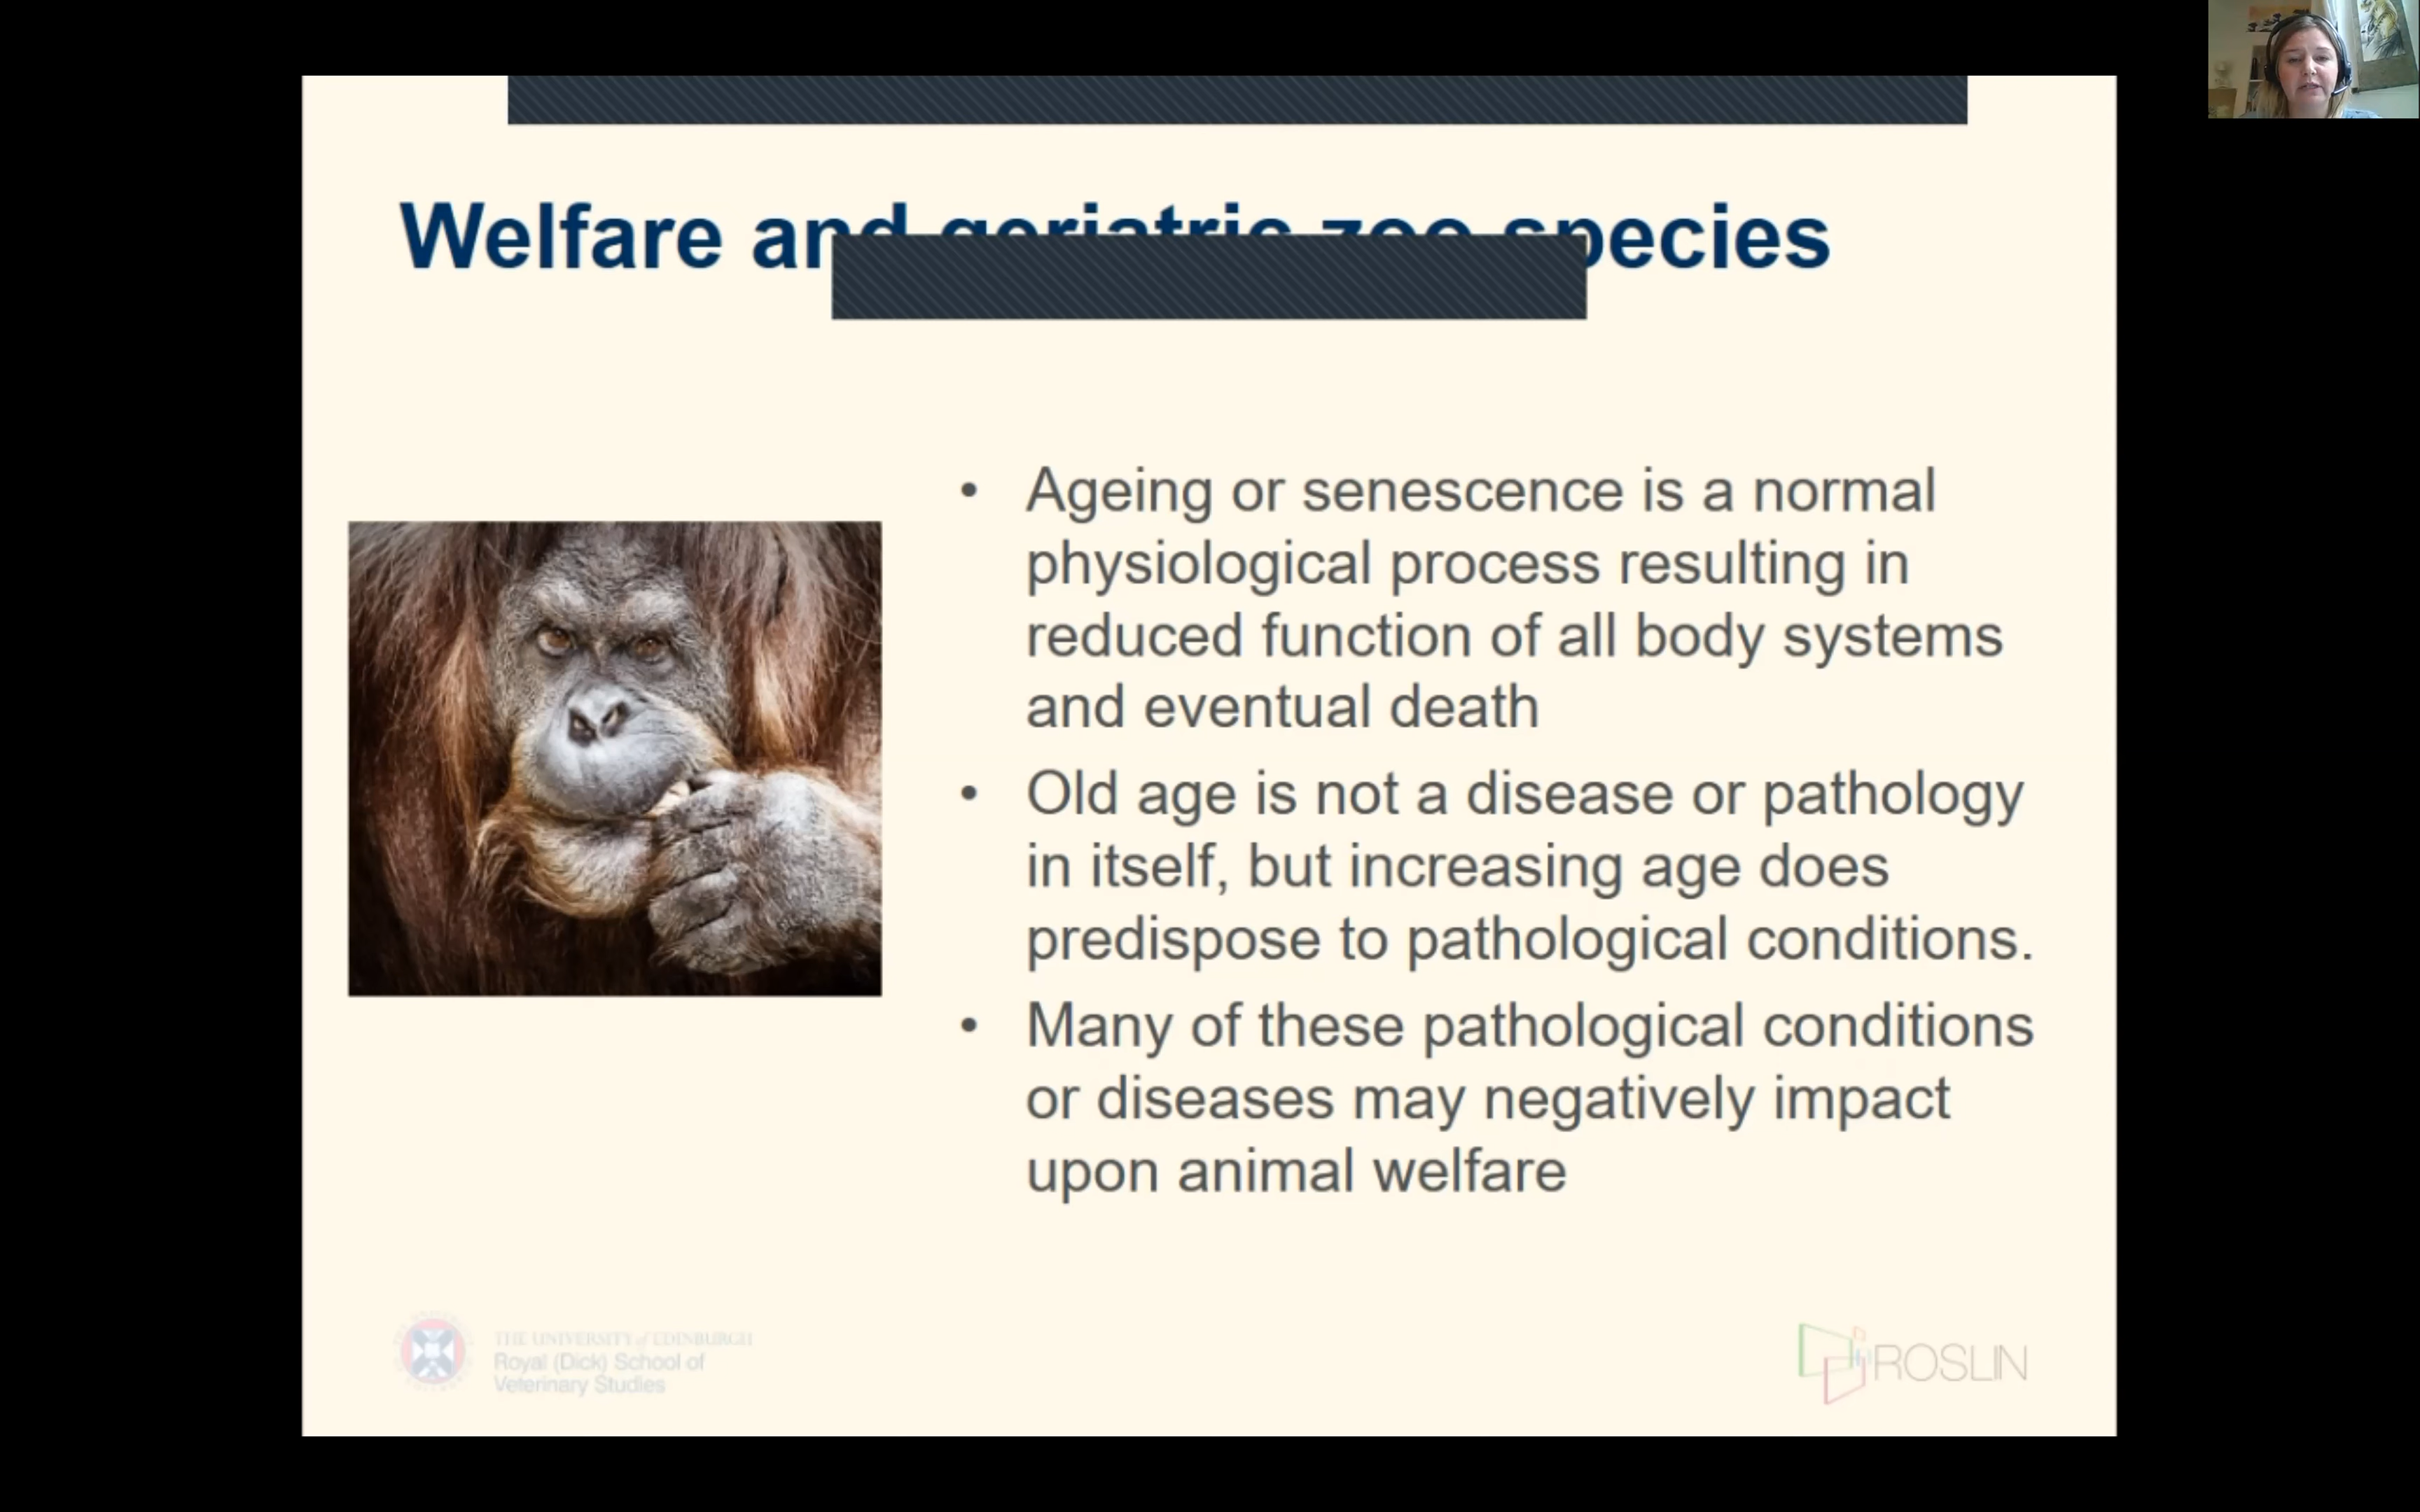 Welfare and geriatric zoo species
• Ageing or senescence is a normal
physiological process resulting in
reduced function of all body systems
and eventual death
• Old age is not a disease or pathology
in itself, but increasing age does
predispose to pathological conditions.
• Many of these pathological conditions
or diseases may negatively impact
upon animal welfare
THE UNIVERSITY of EDINBURGH
Royal (Dick) School of
Veterinary Studies
ROSLIN